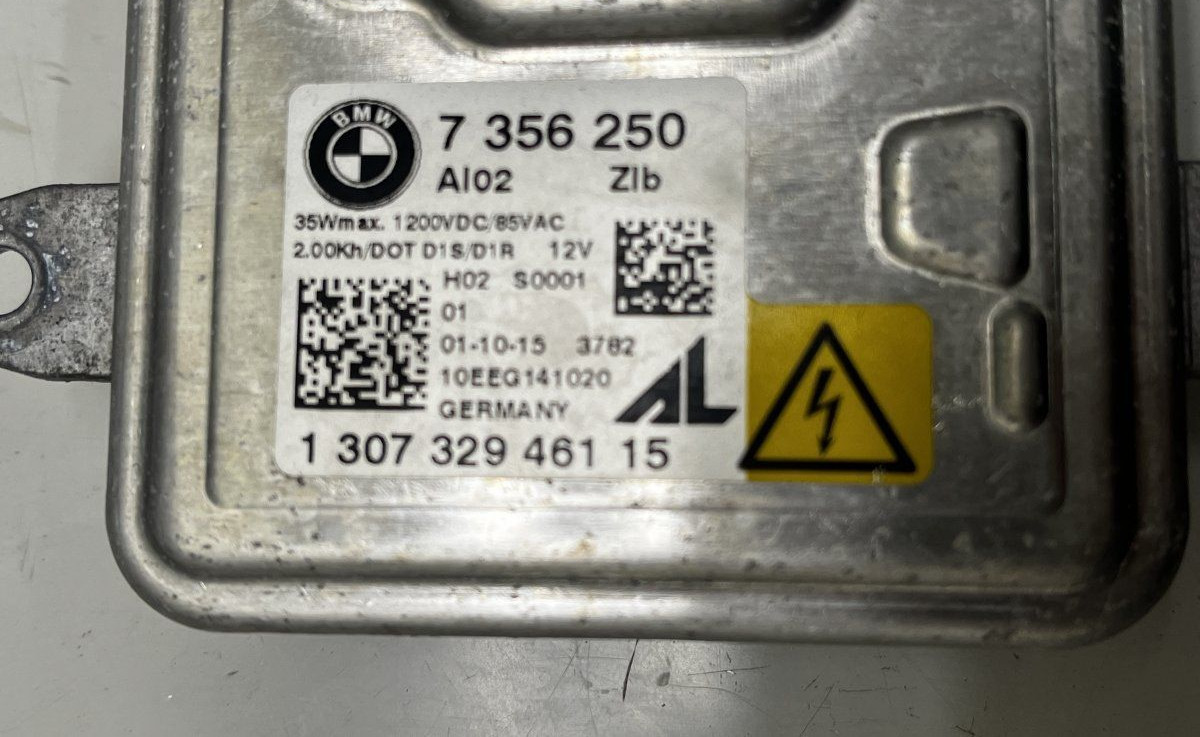 BMW
7 356 250
AI02 ZIb
35Wmax. 1200VDC/85VAC
2.00Kh/DOT D1S/D1R 12V
H02 S0001
01
01-10-15 3782
10EEG141020
GERMANY
AL
1 307 329 461 15